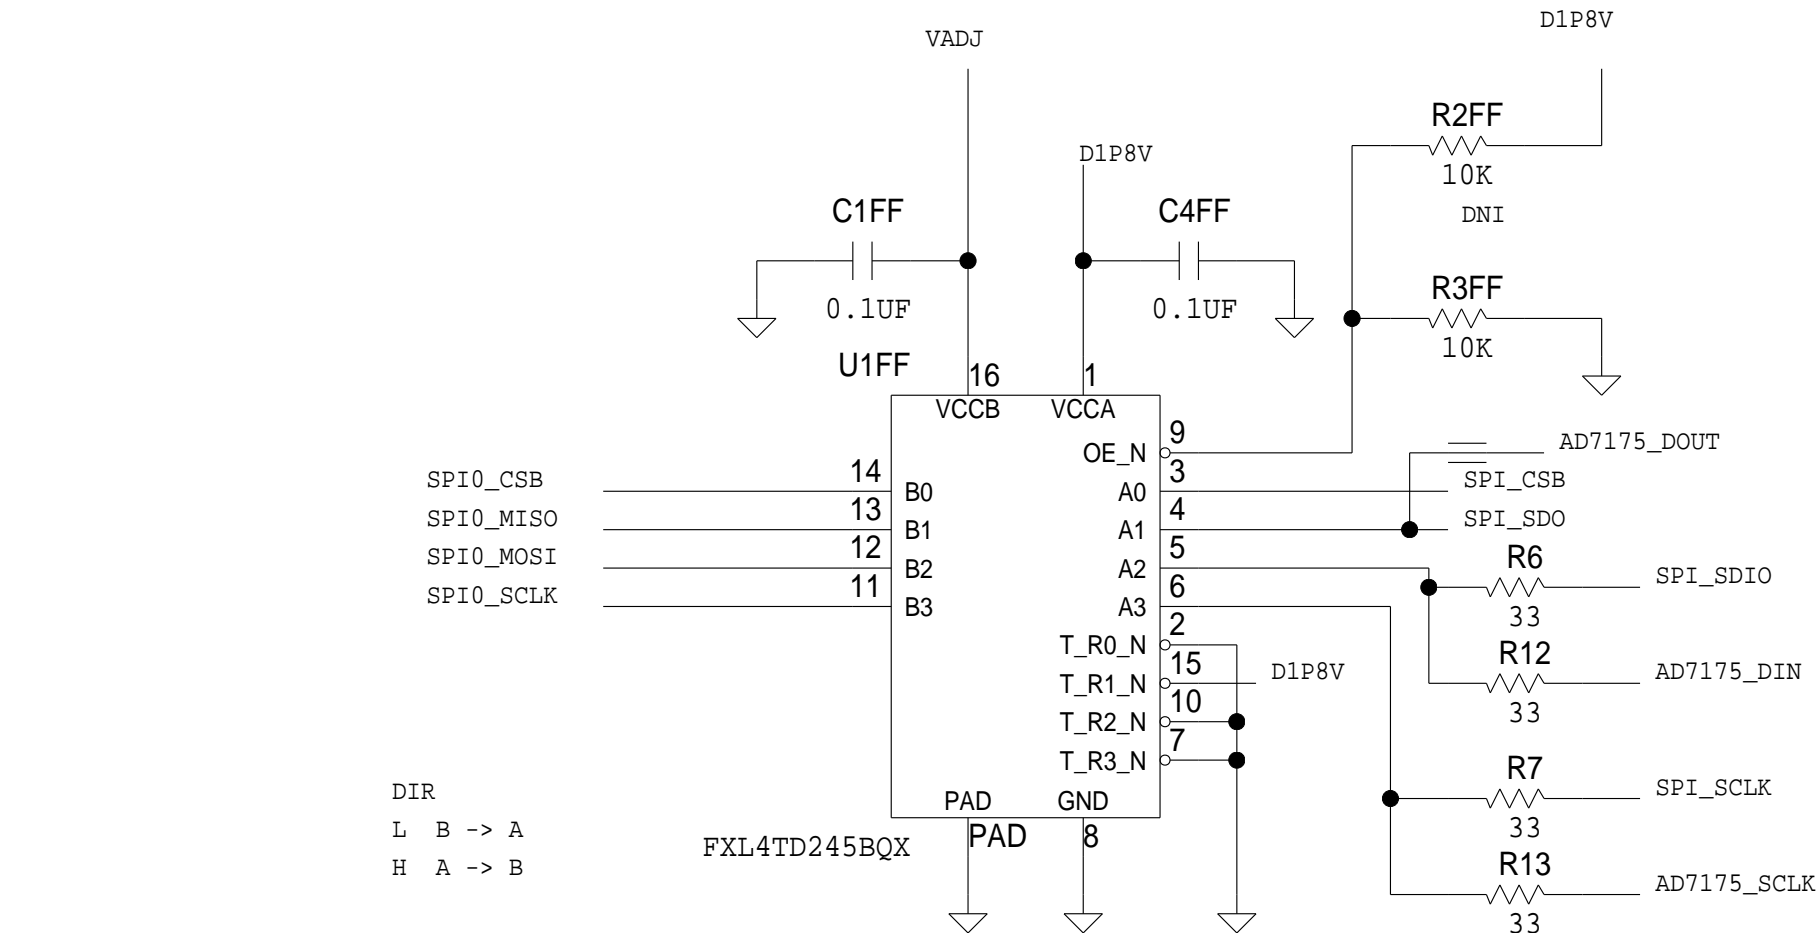 D1P8V
VADJ
R2FF
10K
DNI
D1P8V
C1FF
0.1UF
C4FF
0.1UF
R3FF
10K
U1FF
16
1
VCCB
VCCA
9
OE_N
AD7175_DOUT
SPI0_CSB
14
B0
3
A0
SPI_CSB
SPI0_MISO
13
B1
4
A1
SPI_SDO
SPI0_MOSI
12
B2
5
A2
R6
33
SPI_SDIO
SPI0_SCLK
11
B3
6
A3
2
T_R0_N
R12
33
AD7175_DIN
15
T_R1_N
D1P8V
10
T_R2_N
7
T_R3_N
R7
33
SPI_SCLK
DIR
L B -> A
H A -> B
PAD
GND
FXL4TD245BQX
PAD
8
R13
33
AD7175_SCLK